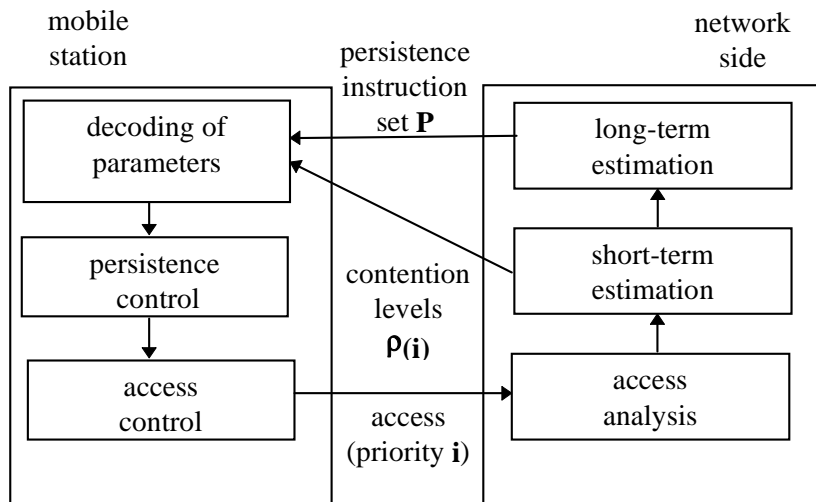 mobile
station
network
side
persistence
instruction
set P
decoding of
parameters
long-term
estimation
persistence
control
contention
levels
ρ(i)
short-term
estimation
access
control
access
(priority i)
access
analysis